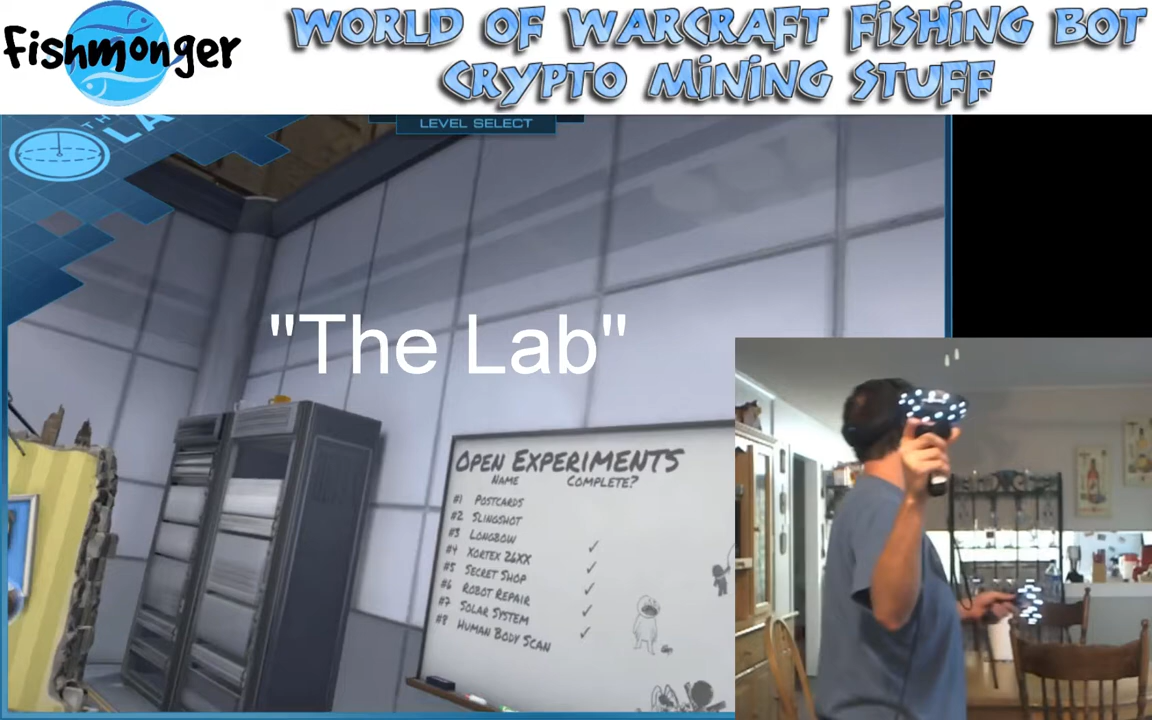 fishmonger
WORLD OF WARCRAFT FISHING BOT
CRYPTO MINING STUFF
LEVEL SELECT
THE
LA
"The Lab"
OPEN EXPERIMENTS
NAME COMPLETE?
#1 POSTCARDS
#2 SLINGSHOT
#3 LONGBOW ✓
#4 XORTEX 26XX ✓
#5 SECRET SHOP ✓
#6 ROBOT REPAIR ✓
#7 SOLAR SYSTEM ✓
#8 HUMAN BODY SCAN